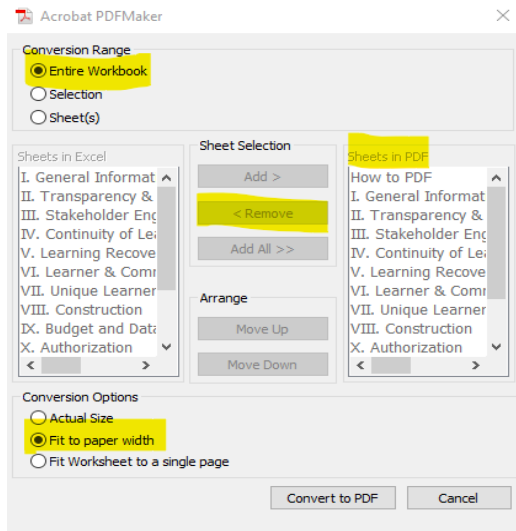 Acrobat PDFMaker
Conversion Range
Entire Workbook
Selection
Sheet(s)
Sheets in Excel
I. General Informat
II. Transparency &
III. Stakeholder Eng
IV. Continuity of Lea
V. Learning Recove
VI. Learner & Comr
VII. Unique Learner
VIII. Construction
IX. Budget and Data
X. Authorization
Sheet Selection
Add >
< Remove
Add All >>
Arrange
Move Up
Move Down
Sheets in PDF
How to PDF
I. General Informat
II. Transparency &
III. Stakeholder Eng
IV. Continuity of Lea
V. Learning Recove
VI. Learner & Comr
VII. Unique Learner
VIII. Construction
X. Authorization
Conversion Options
Actual Size
Fit to paper width
Fit Worksheet to a single page
Convert to PDF
Cancel